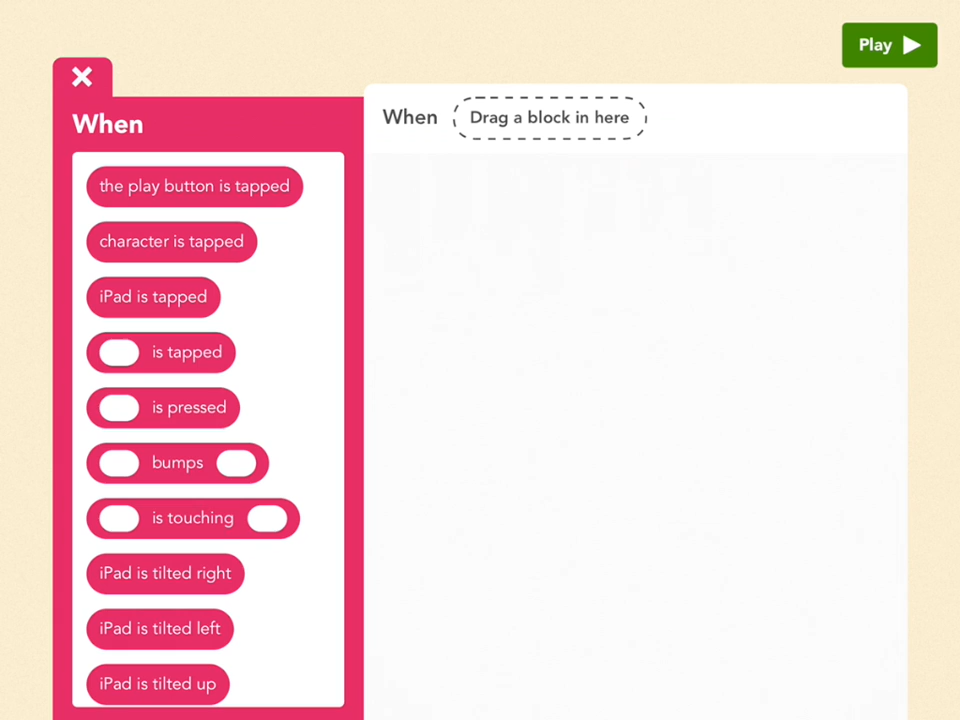 Play
When
the play button is tapped
character is tapped
iPad is tapped
is tapped
is pressed
bumps
is touching
iPad is tilted right
iPad is tilted left
iPad is tilted up
When Drag a block in here